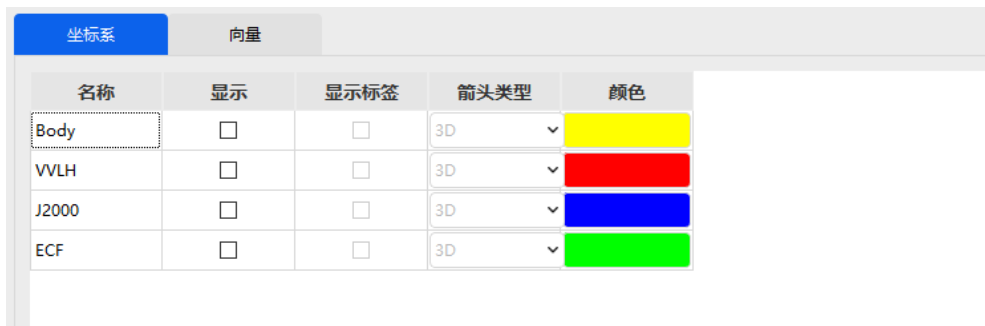 坐标系 向量
名称 显示 显示标签 箭头类型 颜色
Body 3D
VVLH 3D
J2000 3D
ECF 3D